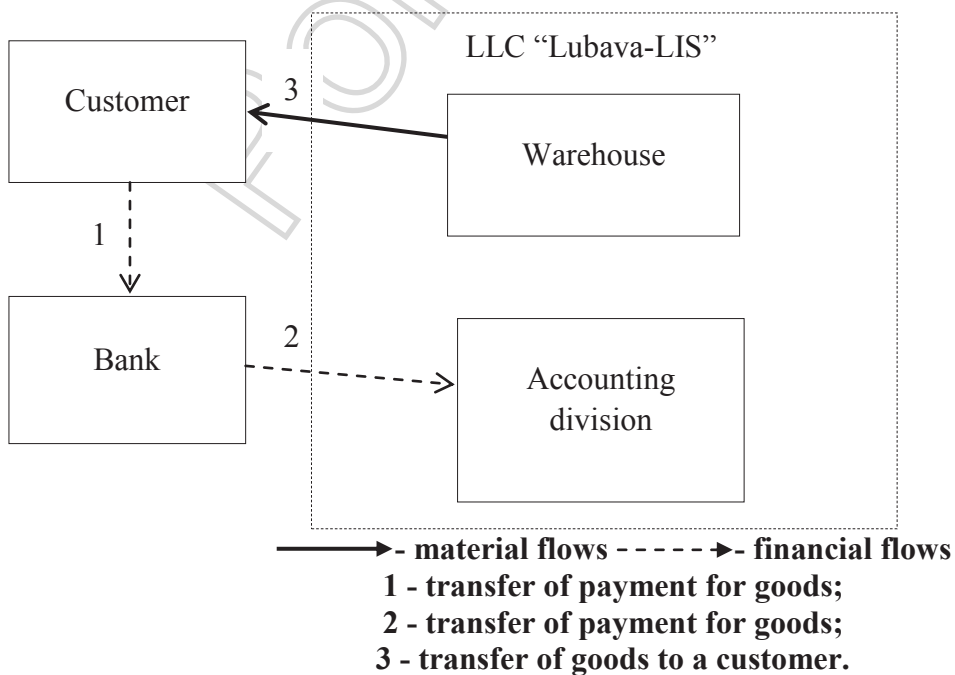 LLC “Lubava-LIS”
Customer
3
Warehouse
1
Bank
2
Accounting
division
- material flows - financial flows
1 - transfer of payment for goods;
2 - transfer of payment for goods;
3 - transfer of goods to a customer.